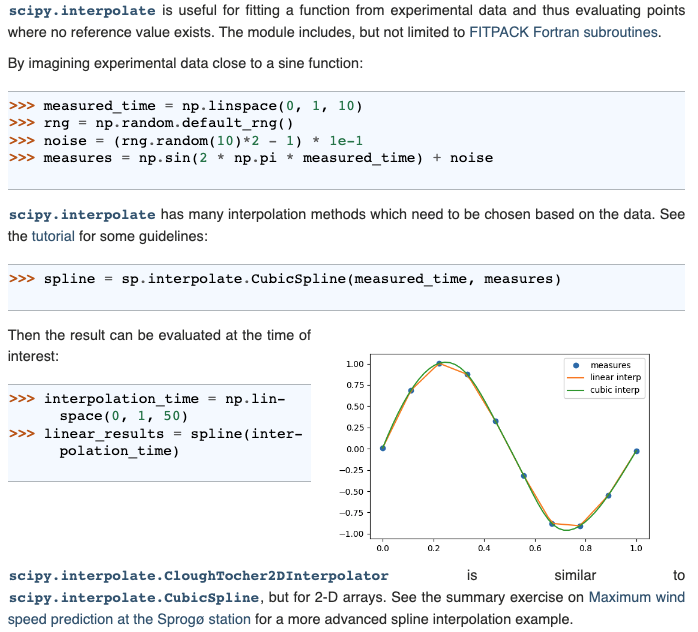 scipy.interpolate is useful for fitting a function from experimental data and thus evaluating points
where no reference value exists. The module includes, but not limited to FITPACK Fortran subroutines.
By imagining experimental data close to a sine function:
>>> measured_time = np.linspace(0, 1, 10)
>>> rng = np.random.default_rng()
>>> noise = (rng.random(10)*2 - 1) * 1e-1
>>> measures = np.sin(2 * np.pi * measured_time) + noise
scipy.interpolate has many interpolation methods which need to be chosen based on the data. See
the tutorial for some guidelines:
>>> spline = sp.interpolate.CubicSpline(measured_time, measures)
Then the result can be evaluated at the time of
interest:
>>> interpolation_time = np.lin-
space(0, 1, 50)
>>> linear_results = spline(inter-
polation_time)
1.00
0.75
0.50
0.25
0.00
−0.25
−0.50
−0.75
−1.00
0.0 0.2 0.4 0.6 0.8 1.0
measures
linear interp
cubic interp
scipy.interpolate.CloughTocher2DInterpolator is similar to
scipy.interpolate.CubicSpline, but for 2-D arrays. See the summary exercise on Maximum wind
speed prediction at the Sprogø station for a more advanced spline interpolation example.